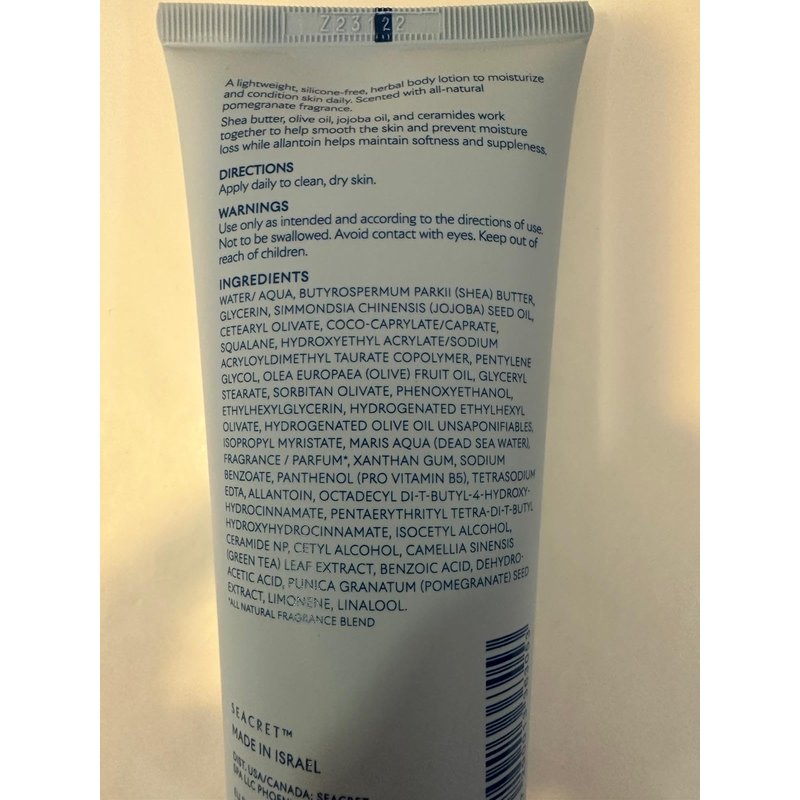 Z23122
A lightweight, silicone-free, herbal body lotion to moisturize
and condition skin daily. Scented with all-natural
pomegranate fragrance.
Shea butter, olive oil, jojoba oil, and ceramides work
together to help smooth the skin and prevent moisture
loss while allantoin helps maintain softness and suppleness.
DIRECTIONS
Apply daily to clean, dry skin.
WARNINGS
Use only as intended and according to the directions of use.
Not to be swallowed. Avoid contact with eyes. Keep out of
reach of children.
INGREDIENTS
WATER/ AQUA, BUTYROSPERMUM PARKII (SHEA) BUTTER,
GLYCERIN, SIMMONDSIA CHINENSIS (JOJOBA) SEED OIL,
CETEARYL OLIVATE, COCO-CAPRYLATE/CAPRATE,
SQUALANE, HYDROXYETHYL ACRYLATE/SODIUM
ACRYLOYLDIMETHYL TAURATE COPOLYMER, PENTYLENE
GLYCOL, OLEA EUROPAEA (OLIVE) FRUIT OIL, GLYCERYL
STEARATE, SORBITAN OLIVATE, PHENOXYETHANOL,
ETHYLHEXYLGLYCERIN, HYDROGENATED ETHYLHEXYL
OLIVATE, HYDROGENATED OLIVE OIL UNSAPONIFIABLES,
ISOPROPYL MYRISTATE, MARIS AQUA (DEAD SEA WATER),
FRAGRANCE / PARFUM*, XANTHAN GUM, SODIUM
BENZOATE, PANTHENOL (PRO VITAMIN B5), TETRASODIUM
EDTA, ALLANTOIN, OCTADECYL DI-T-BUTYL-4-HYDROXY-
HYDROCINNAMATE, PENTAERYTHRITYL TETRA-DI-T-BUTYL
HYDROXYHYDROCINNAMATE, ISOCETYL ALCOHOL,
CERAMIDE NP, CETYL ALCOHOL, CAMELLIA SINENSIS
(GREEN TEA) LEAF EXTRACT, BENZOIC ACID, DEHYDRO-
ACETIC ACID, PUNICA GRANATUM (POMEGRANATE) SEED
EXTRACT, LIMONENE, LINALOOL.
*ALL NATURAL FRAGRANCE BLEND
SEACRET™
MADE IN ISRAEL
DIST. USA/CANADA: SEACRET
SPA LLC